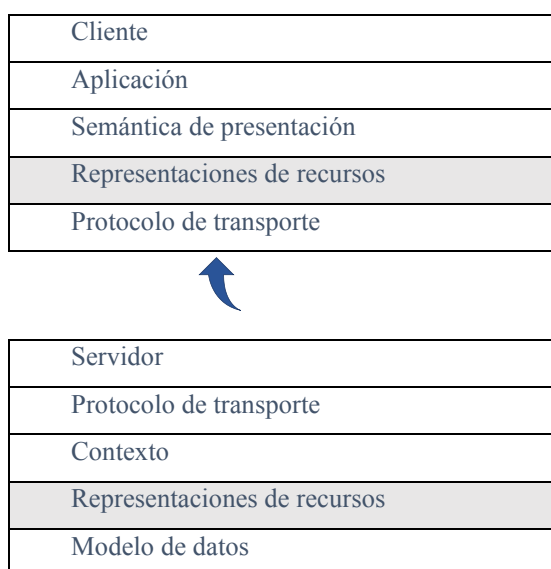 Cliente
Aplicación
Semántica de presentación
Representaciones de recursos
Protocolo de transporte
Servidor
Protocolo de transporte
Contexto
Representaciones de recursos
Modelo de datos